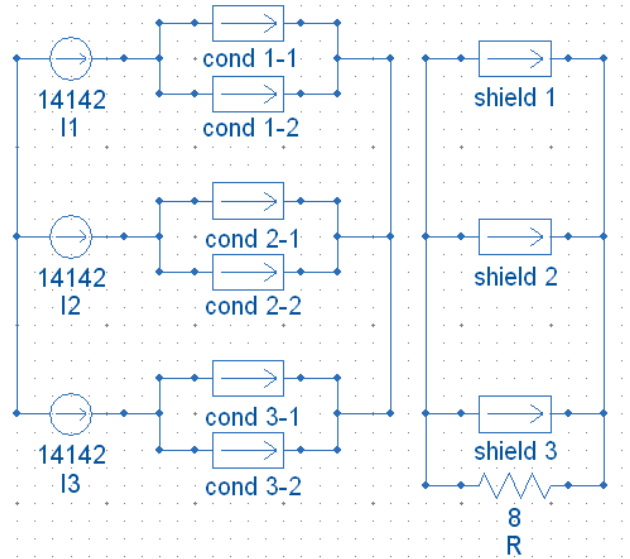 cond 1-1
14142
I1
cond 1-2
shield 1
cond 2-1
14142
I2
cond 2-2
shield 2
cond 3-1
14142
I3
cond 3-2
shield 3
8
R